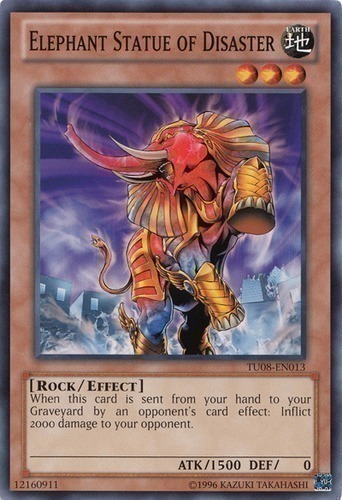 ELEPHANT STATUE OF DISASTER
EARTH
地
TU08-EN013
[ROCK/EFFECT]
When this card is sent from your hand to your
Graveyard by an opponent's card effect: Inflict
2000 damage to your opponent.
ATK/1500 DEF/ 0
12160911
©1996 KAZUKI TAKAHASHI